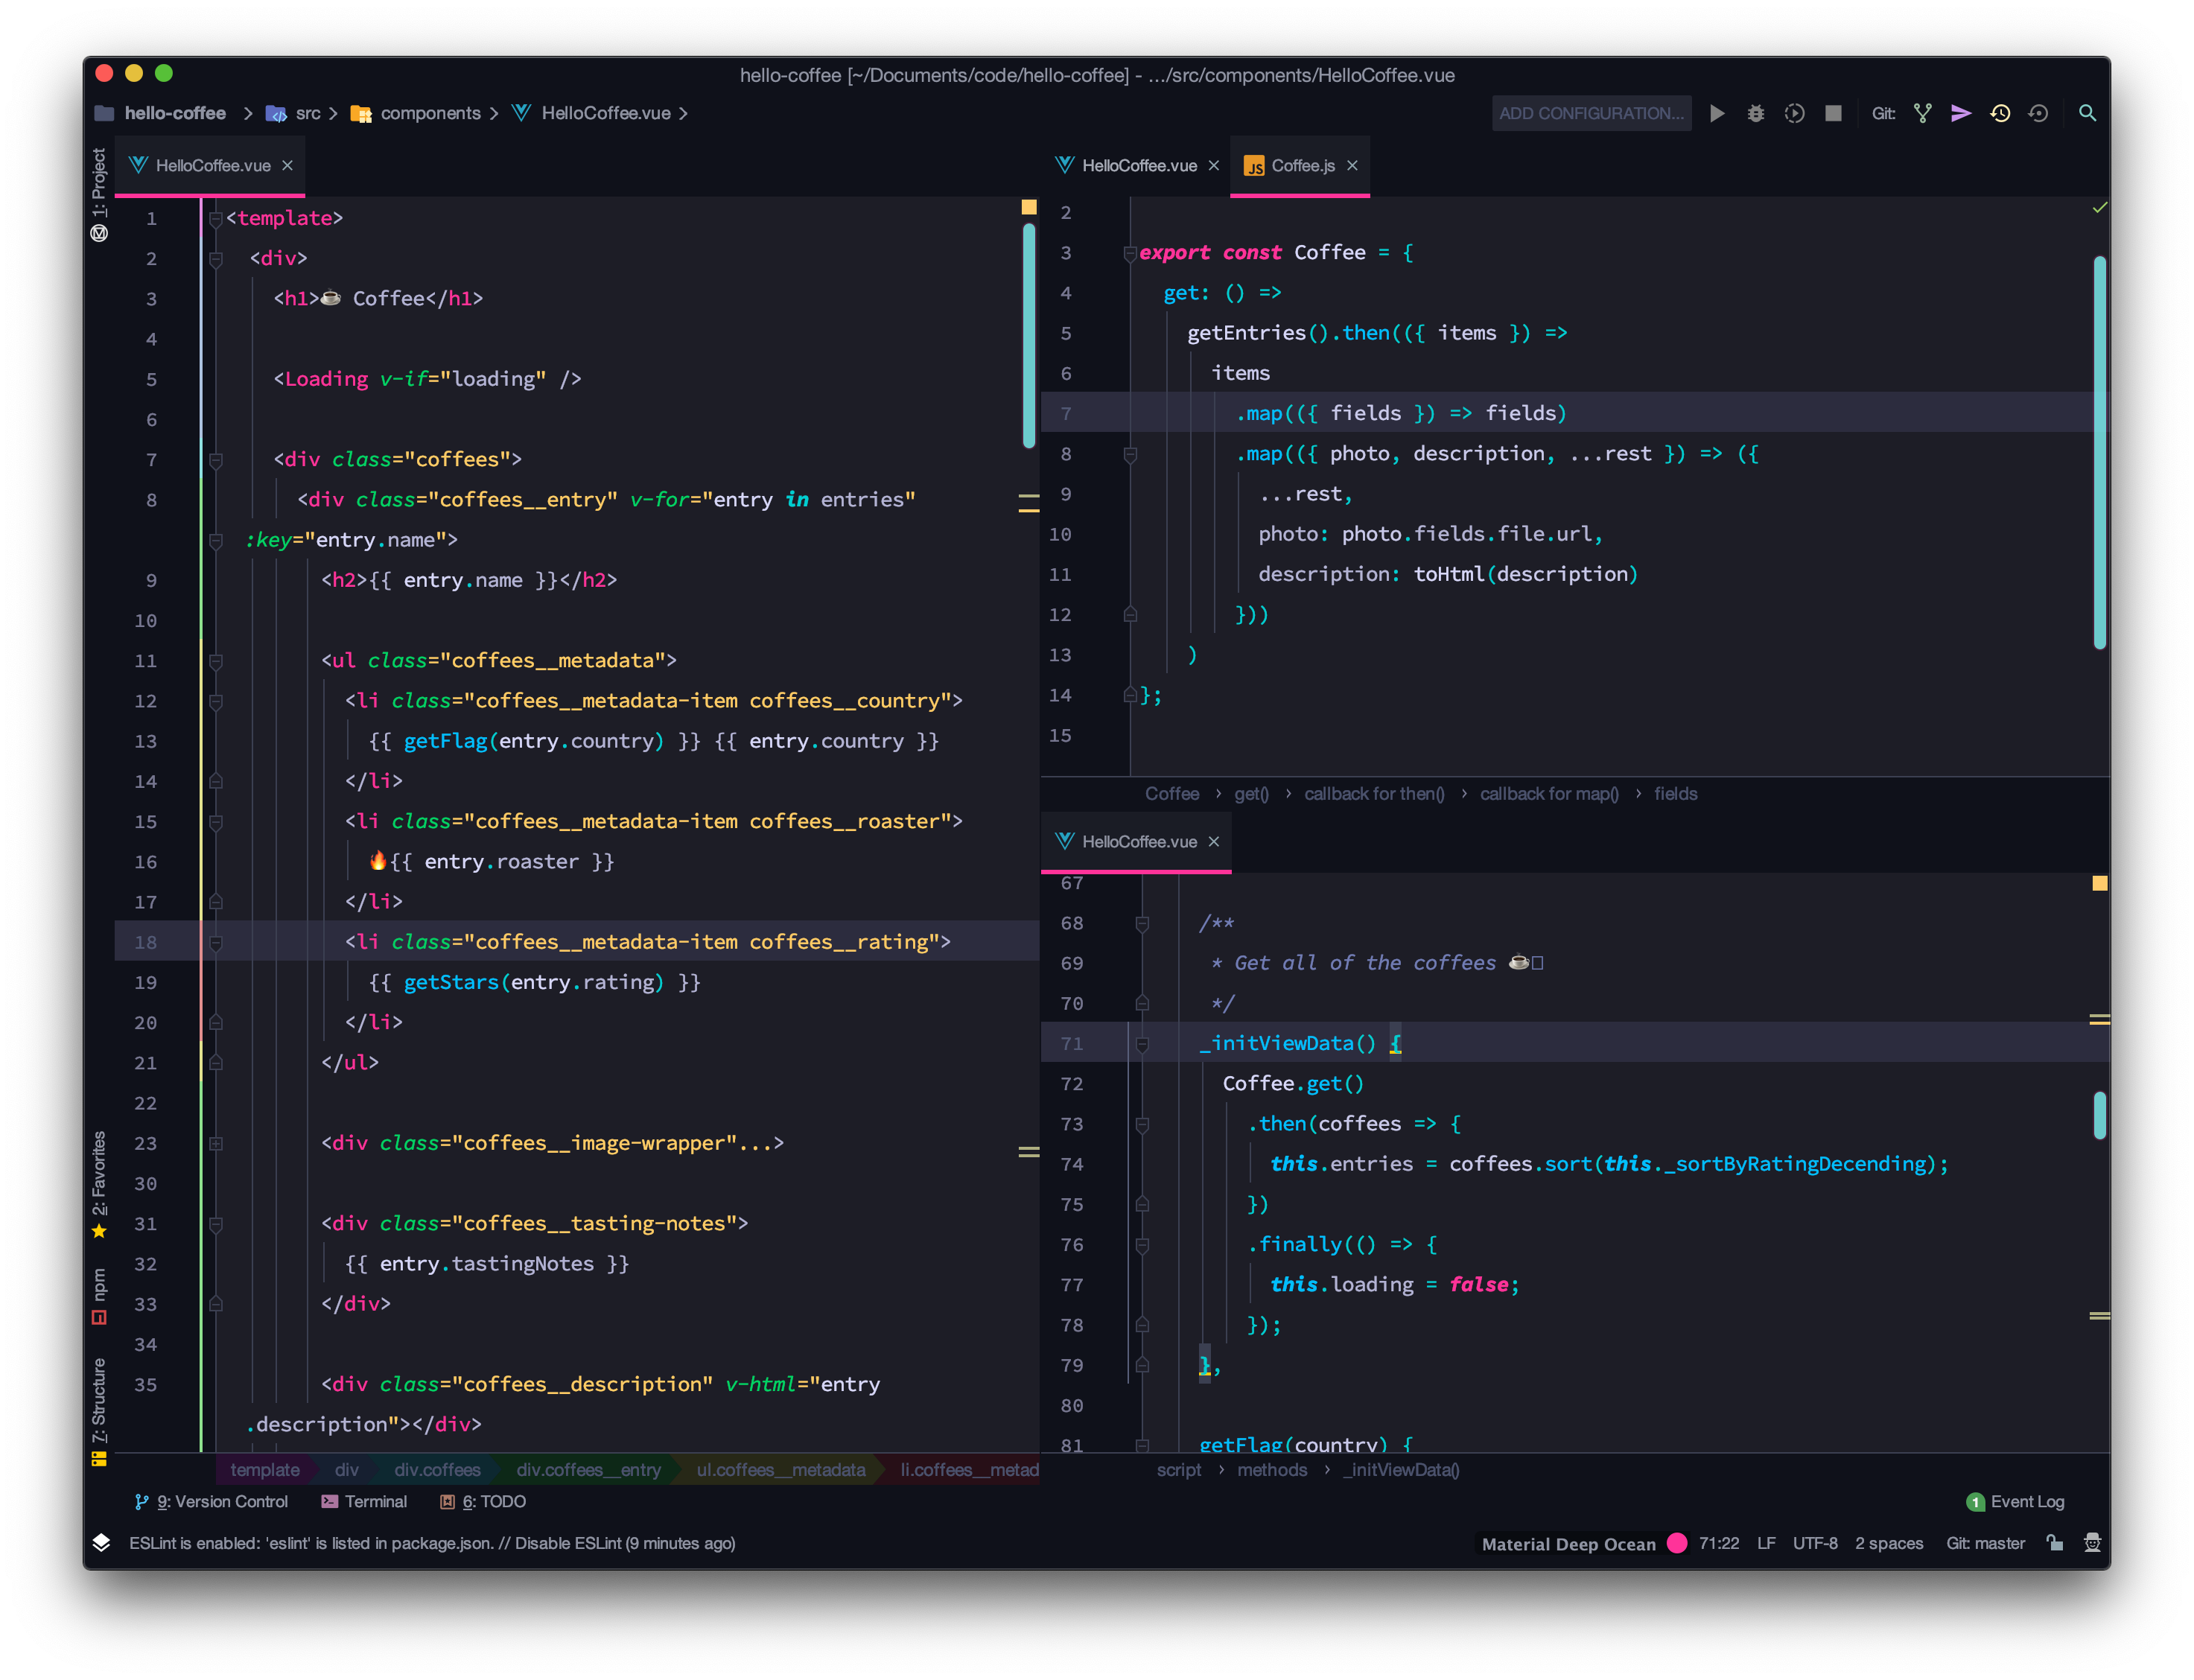 hello-coffee [~/Documents/code/hello-coffee] - .../src/components/HelloCoffee.vue
hello-coffee > src > components > HelloCoffee.vue >
ADD CONFIGURATION...
Git:
1: Project
2: Favorites
npm
7: Structure
HelloCoffee.vue ×
1 <template>
2 <div>
3 <h1>☕ Coffee</h1>
4
5 <Loading v-if="loading" />
6
7 <div class="coffees">
8 <div class="coffees__entry" v-for="entry in entries"
:key="entry.name">
9 <h2>{{ entry.name }}</h2>
10
11 <ul class="coffees__metadata">
12 <li class="coffees__metadata-item coffees__country">
13 {{ getFlag(entry.country) }} {{ entry.country }}
14 </li>
15 <li class="coffees__metadata-item coffees__roaster">
16 🔥{{ entry.roaster }}
17 </li>
18 <li class="coffees__metadata-item coffees__rating">
19 {{ getStars(entry.rating) }}
20 </li>
21 </ul>
22
23 <div class="coffees__image-wrapper"...>
30
31 <div class="coffees__tasting-notes">
32 {{ entry.tastingNotes }}
33 </div>
34
35 <div class="coffees__description" v-html="entry
.description"></div>
template div div.coffees div.coffees__entry ul.coffees__metadata li.coffees__metad
HelloCoffee.vue × JS Coffee.js ×
2
3 export const Coffee = {
4 get: () =>
5 getEntries().then(({ items }) =>
6 items
7 .map(({ fields }) => fields)
8 .map(({ photo, description, ...rest }) => ({
9 ...rest,
10 photo: photo.fields.file.url,
11 description: toHtml(description)
12 }))
13 )
14 };
15
Coffee > get() > callback for then() > callback for map() > fields
HelloCoffee.vue ×
67
68 /**
69 * Get all of the coffees ☕
70 */
71 _initViewData() {
72 Coffee.get()
73 .then(coffees => {
74 this.entries = coffees.sort(this._sortByRatingDecending);
75 })
76 .finally(() => {
77 this.loading = false;
78 });
79 },
80
81 getFlag(country) {
script > methods > _initViewData()
9: Version Control Terminal 6: TODO
1 Event Log
ESLint is enabled: 'eslint' is listed in package.json. // Disable ESLint (9 minutes ago)
Material Deep Ocean 71:22 LF UTF-8 2 spaces Git: master